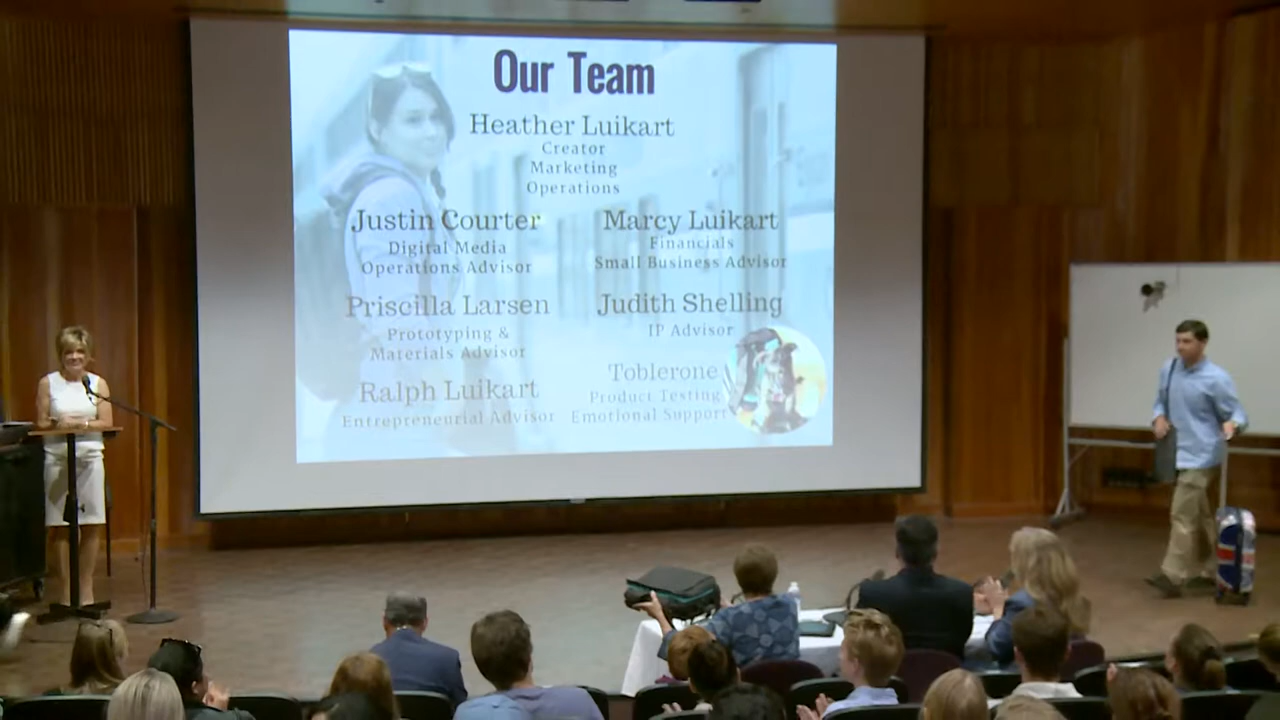 Our Team
Heather Luikart
Creator
Marketing
Operations
Justin Courter
Digital Media
Operations Advisor
Marcy Luikart
Financials
Small Business Advisor
Priscilla Larsen
Prototyping &
Materials Advisor
Judith Shelling
IP Advisor
Ralph Luikart
Entrepreneurial Advisor
Toblerone
Product Testing
Emotional Support